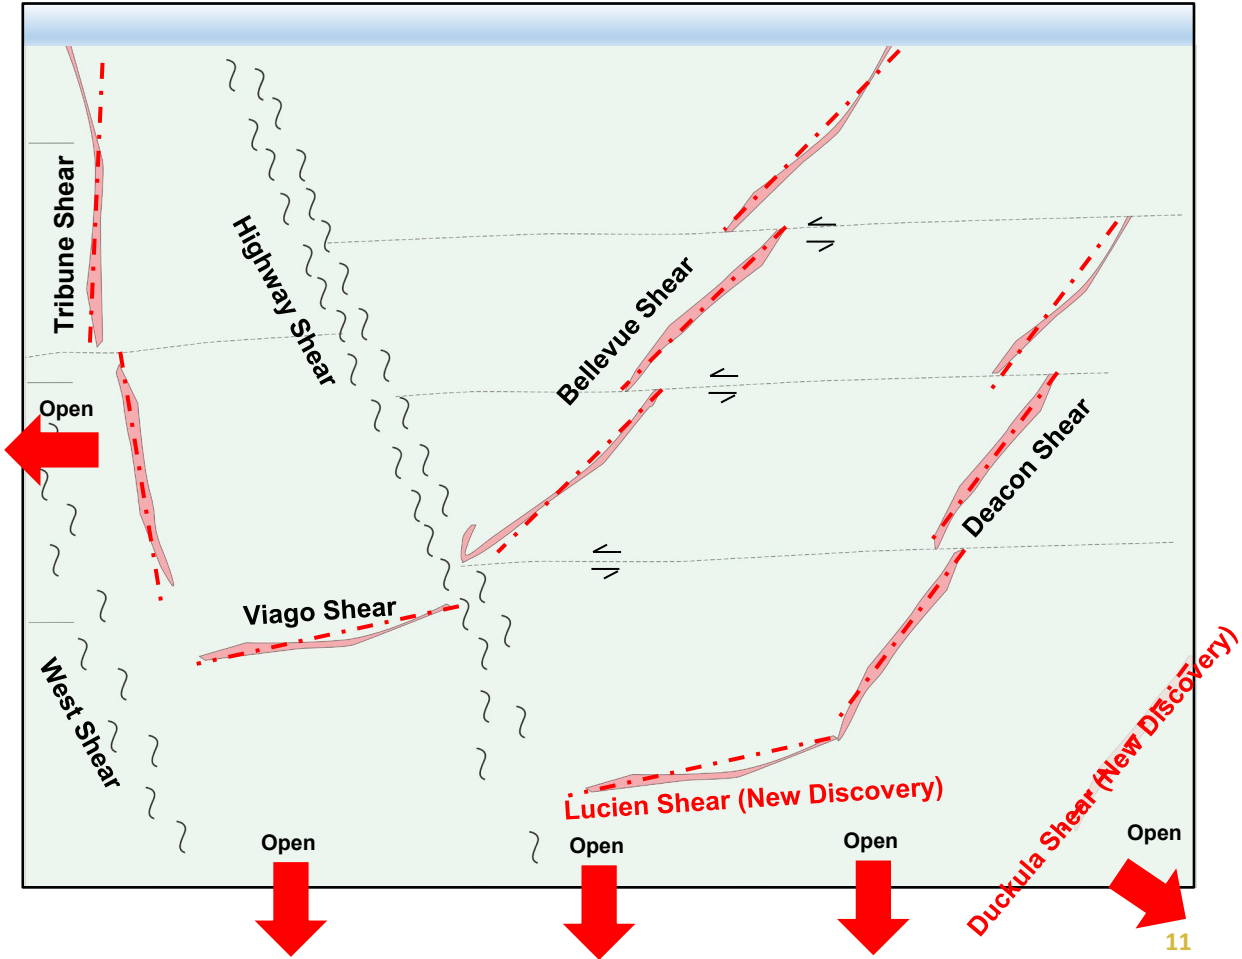 Tribune Shear
Highway Shear
Bellevue Shear
Open
Deacon Shear
Viago Shear
West Shear
Lucien Shear (New Discovery)
Duckula Shear (New Discovery)
Open
Open
Open
Open
11